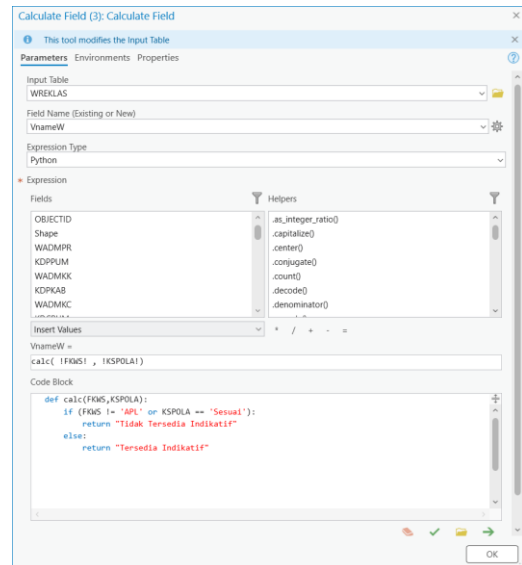 Calculate Field (3): Calculate Field
This tool modifies the Input Table
Parameters Environments Properties
Input Table
WREKLAS
Field Name (Existing or New)
VnameW
Expression Type
Python
* Expression
Fields
Helpers
OBJECTID
Shape
WADMPR
KDPPUM
WADMKK
KDPKAB
WADMKC
.as_integer_ratio()
.capitalize()
.center()
.conjugate()
.count()
.decode()
.denominator()
Insert Values
* / + - =
VnameW =
calc( !FKWS! , !KSPOLA!)
Code Block
def calc(FKWS,KSPOLA):
if (FKWS != 'APL' or KSPOLA == 'Sesuai'):
return "Tidak Tersedia Indikatif"
else:
return "Tersedia Indikatif"
OK